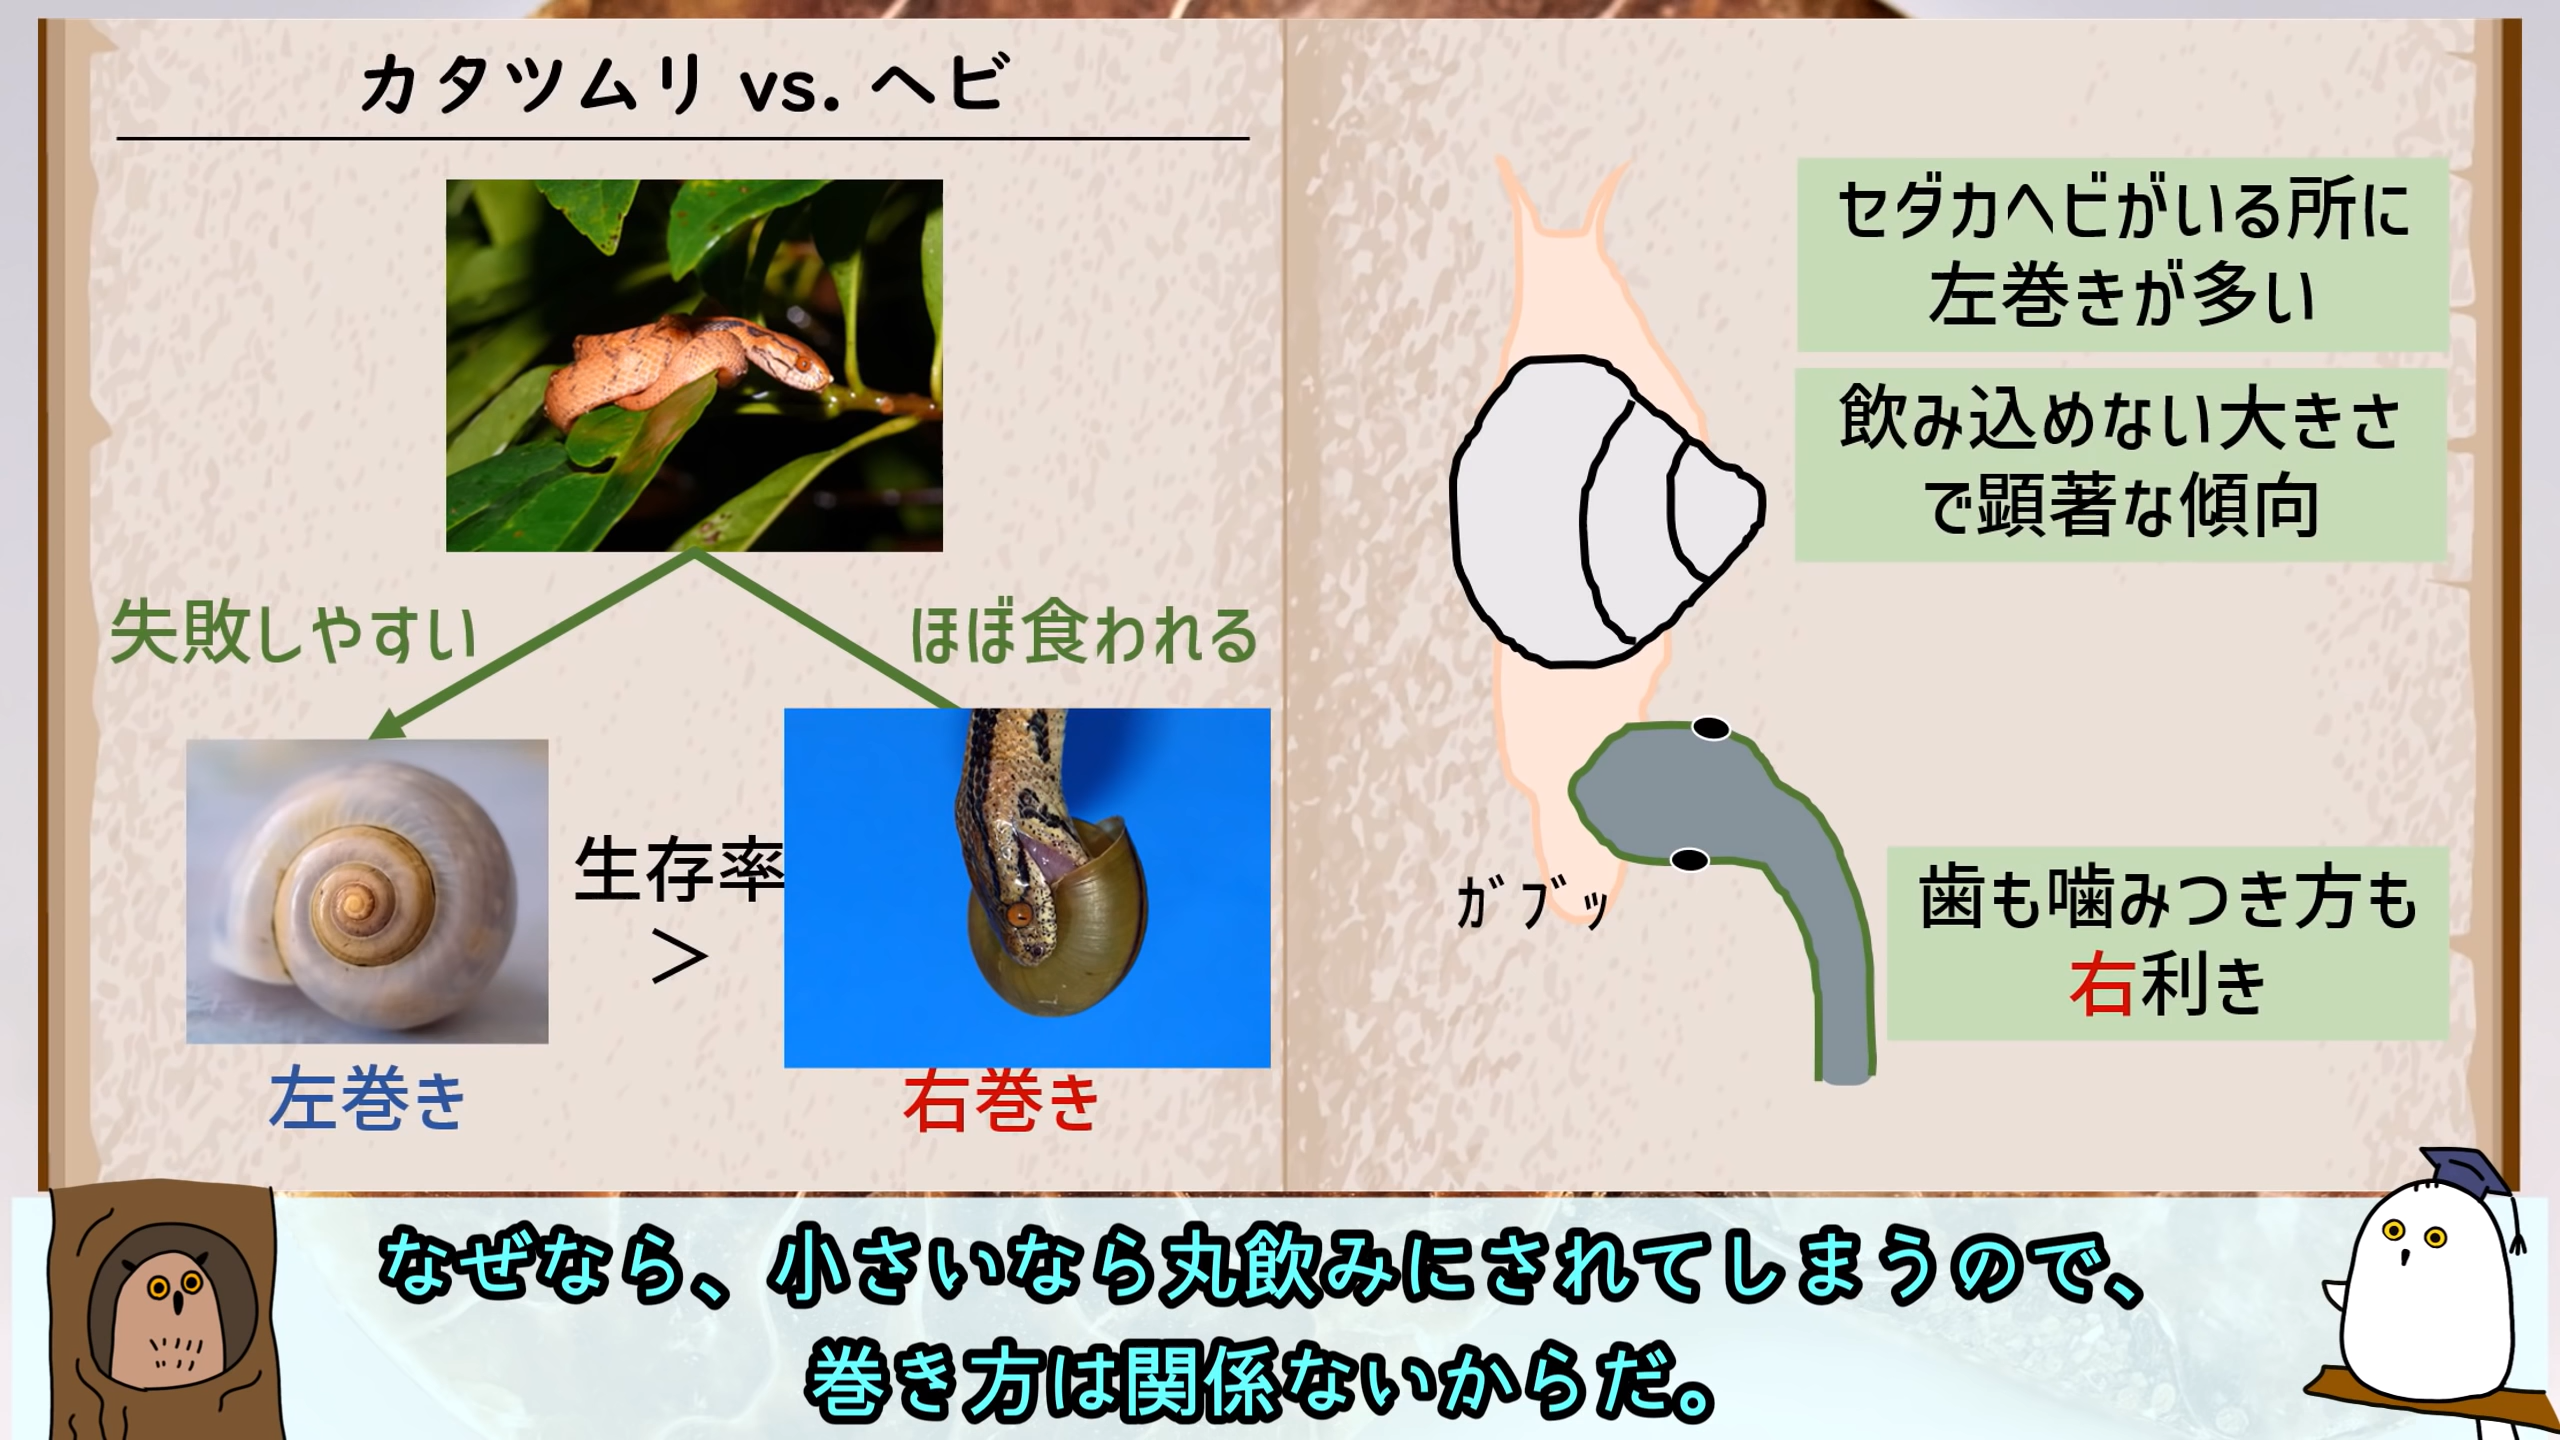 カタツムリ vs. ヘビ
失敗しやすい
ほぼ食われる
生存率
>
左巻き
右巻き
セダカヘビがいる所に
左巻きが多い
飲み込めない大きさ
で顕著な傾向
ガブッ
歯も噛みつき方も
右利き
なぜなら、小さいなら丸飲みにされてしまうので、
巻き方は関係ないからだ。